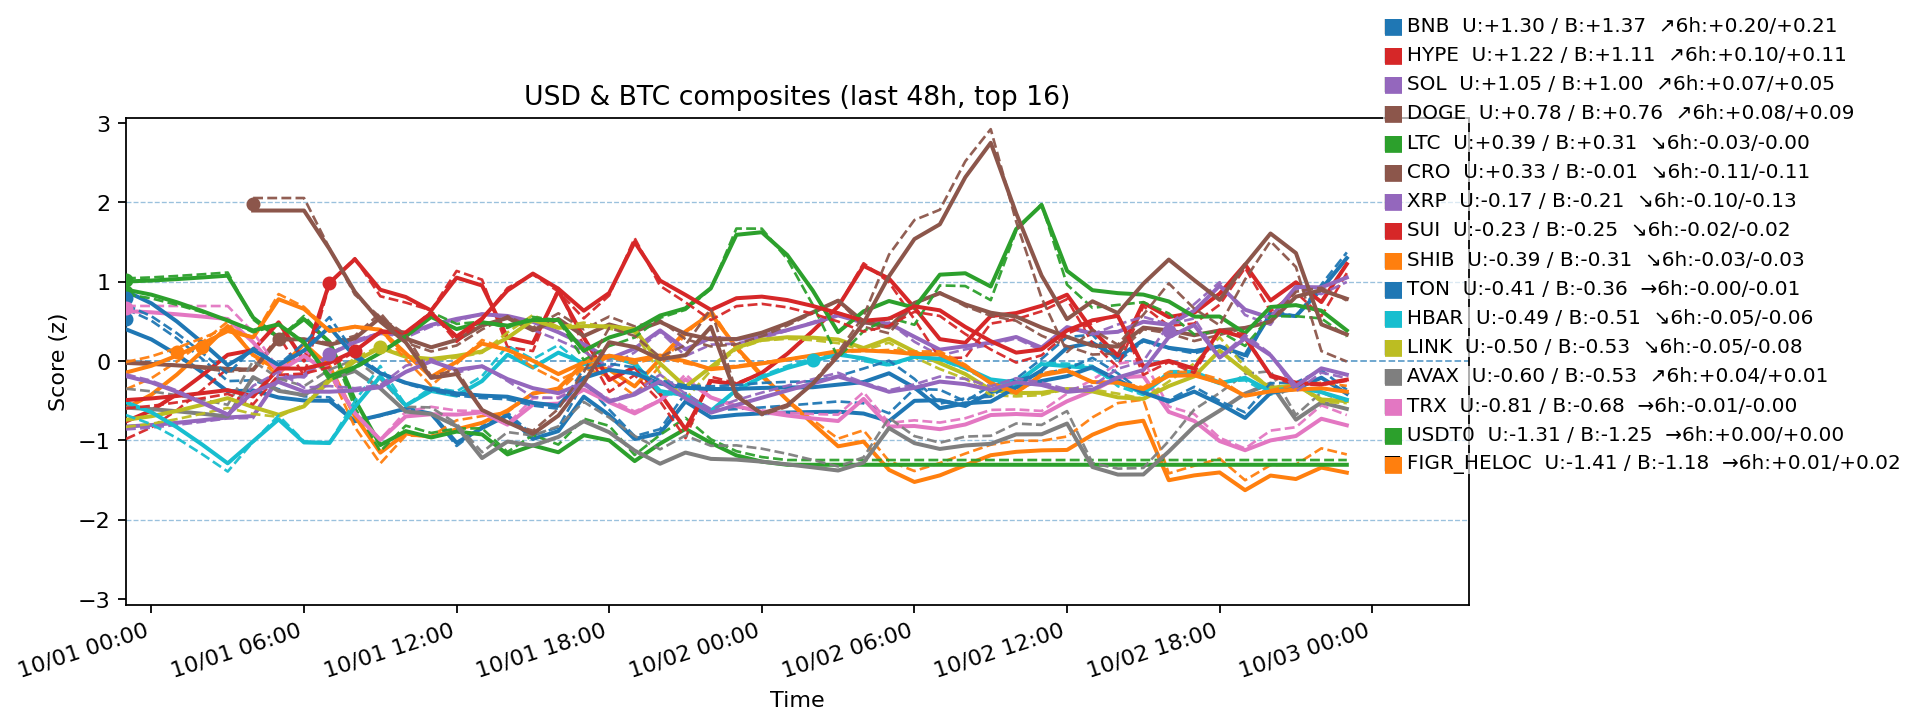 BNB U:+1.30 / B:+1.37 ↗6h:+0.20/+0.21
HYPE U:+1.22 / B:+1.11 ↗6h:+0.10/+0.11
SOL U:+1.05 / B:+1.00 ↗6h:+0.07/+0.05
DOGE U:+0.78 / B:+0.76 ↗6h:+0.08/+0.09
LTC U:+0.39 / B:+0.31 ↘6h:-0.03/-0.00
CRO U:+0.33 / B:-0.01 ↘6h:-0.11/-0.11
XRP U:-0.17 / B:-0.21 ↘6h:-0.10/-0.13
SUI U:-0.23 / B:-0.25 ↘6h:-0.02/-0.02
SHIB U:-0.39 / B:-0.31 ↘6h:-0.03/-0.03
TON U:-0.41 / B:-0.36 →6h:-0.00/-0.01
HBAR U:-0.49 / B:-0.51 ↘6h:-0.05/-0.06
LINK U:-0.50 / B:-0.53 ↘6h:-0.05/-0.08
AVAX U:-0.60 / B:-0.53 ↗6h:+0.04/+0.01
TRX U:-0.81 / B:-0.68 →6h:-0.01/-0.00
USDT0 U:-1.31 / B:-1.25 →6h:+0.00/+0.00
FIGR_HELOC U:-1.41 / B:-1.18 →6h:+0.01/+0.02
USD & BTC composites (last 48h, top 16)
Score (z)
3
2
1
0
−1
−2
−3
10/01 00:00
10/01 06:00
10/01 12:00
10/01 18:00
10/02 00:00
10/02 06:00
10/02 12:00
10/02 18:00
10/03 00:00
Time